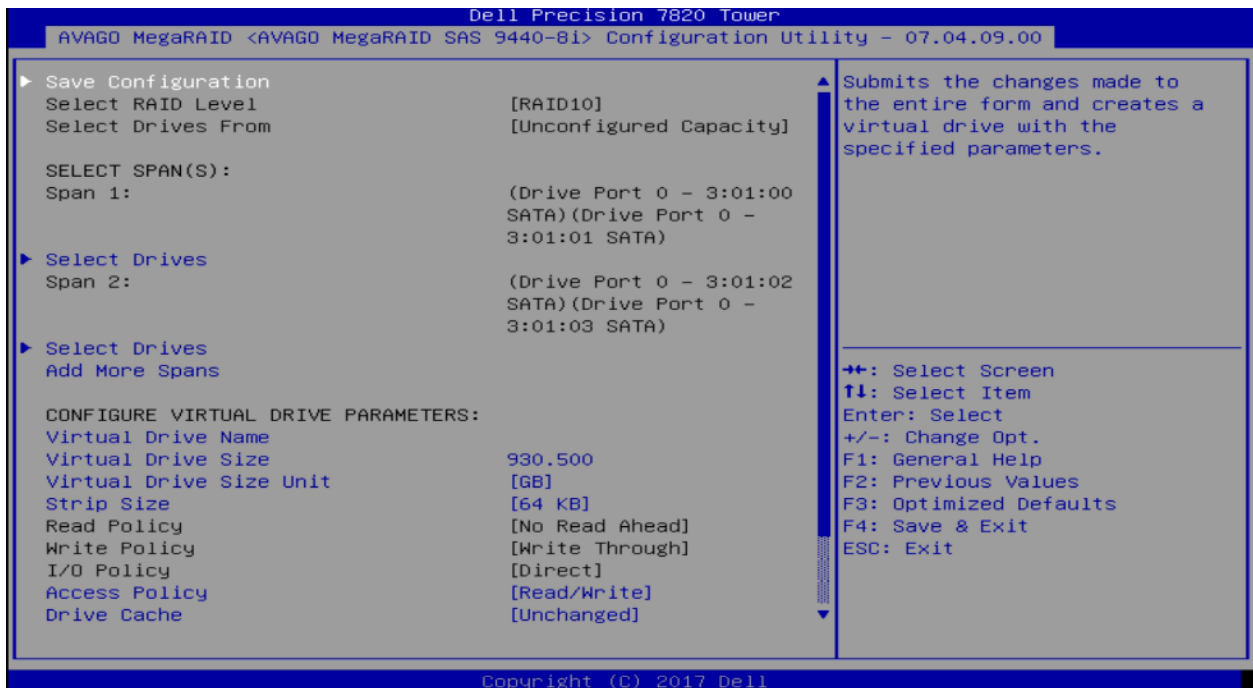 Dell Precision 7820 Tower
AVAGO MegaRAID <AVAGO MegaRAID SAS 9440-8i> Configuration Utility – 07.04.09.00
Save Configuration
Select RAID Level [RAID10]
Select Drives From [Unconfigured Capacity]
SELECT SPAN(S):
Span 1: (Drive Port 0 – 3:01:00
SATA)(Drive Port 0 –
3:01:01 SATA)
Select Drives
Span 2: (Drive Port 0 – 3:01:02
SATA)(Drive Port 0 –
3:01:03 SATA)
Select Drives
Add More Spans
CONFIGURE VIRTUAL DRIVE PARAMETERS:
Virtual Drive Name
Virtual Drive Size 930.500
Virtual Drive Size Unit [GB]
Strip Size [64 KB]
Read Policy [No Read Ahead]
Write Policy [Write Through]
I/O Policy [Direct]
Access Policy [Read/Write]
Drive Cache [Unchanged]
Submits the changes made to
the entire form and creates a
virtual drive with the
specified parameters.
→←: Select Screen
↑↓: Select Item
Enter: Select
+/-: Change Opt.
F1: General Help
F2: Previous Values
F3: Optimized Defaults
F4: Save & Exit
ESC: Exit
Copyright (C) 2017 Dell